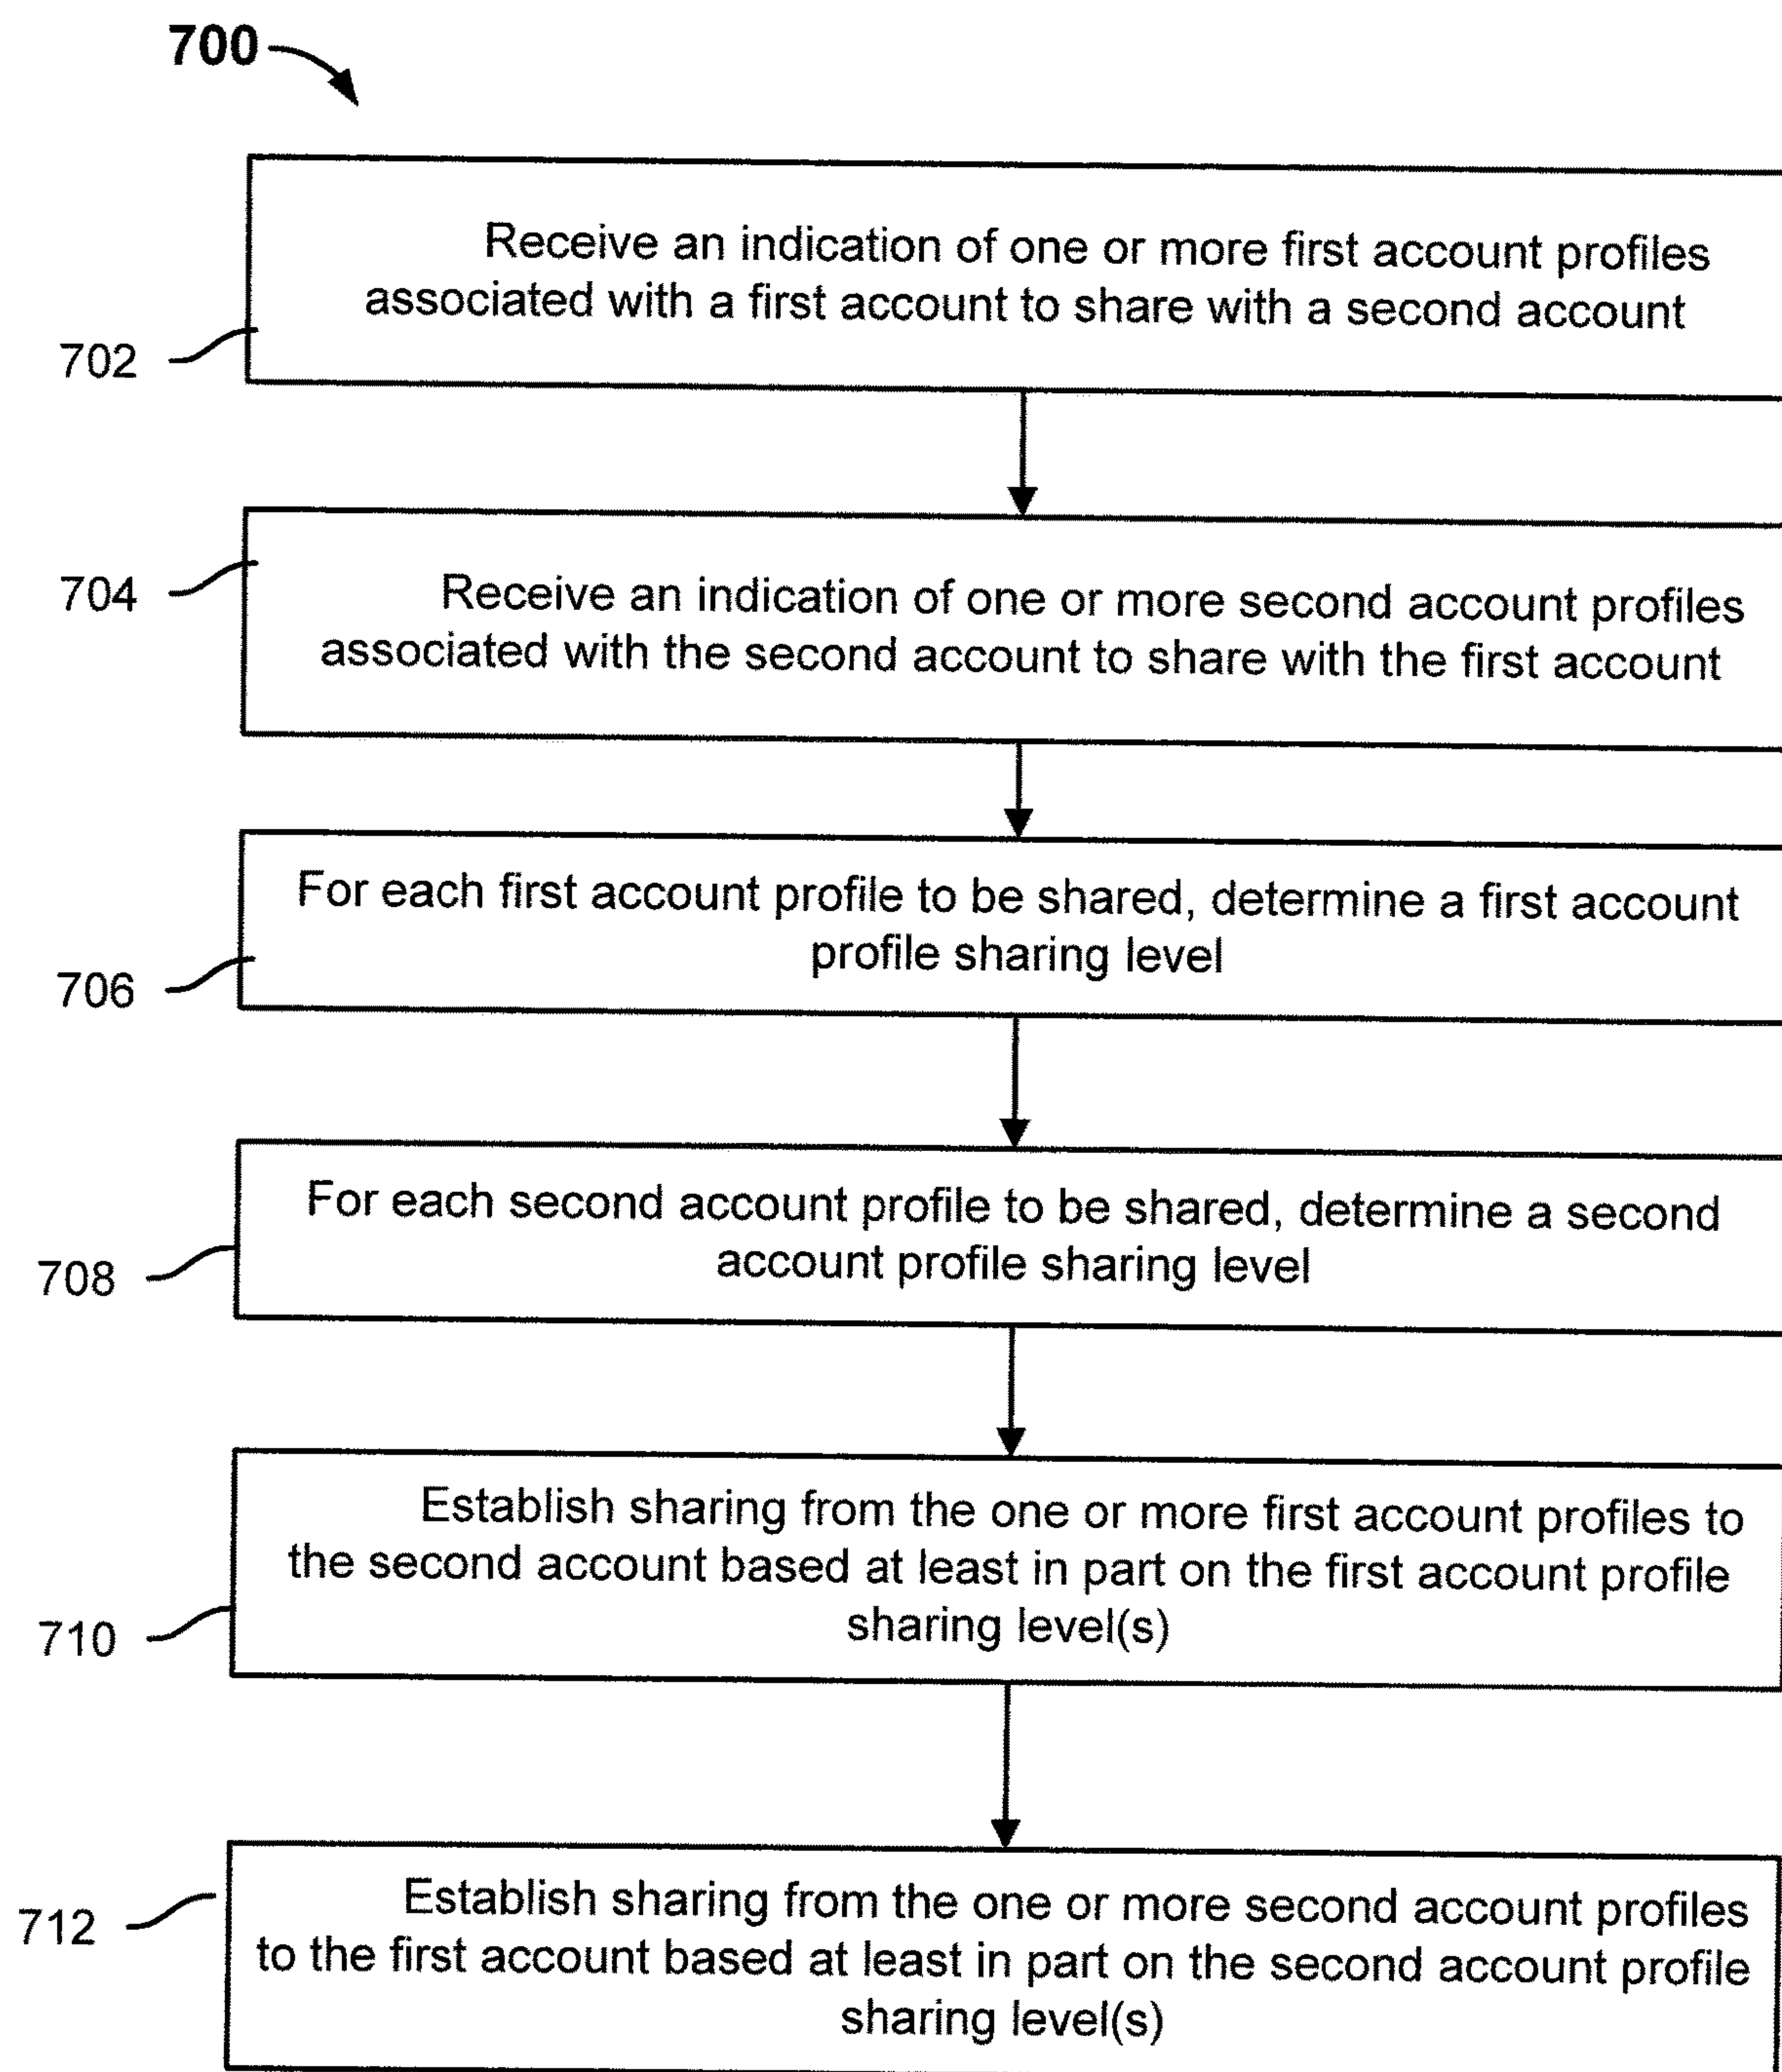 700
Receive an indication of one or more first account profiles
associated with a first account to share with a second account
702
704
Receive an indication of one or more second account profiles
associated with the second account to share with the first account
For each first account profile to be shared, determine a first account
profile sharing level
706
For each second account profile to be shared, determine a second
account profile sharing level
708
Establish sharing from the one or more first account profiles to
the second account based at least in part on the first account profile
sharing level(s)
710
712
Establish sharing from the one or more second account profiles
to the first account based at least in part on the second account profile
sharing level(s)